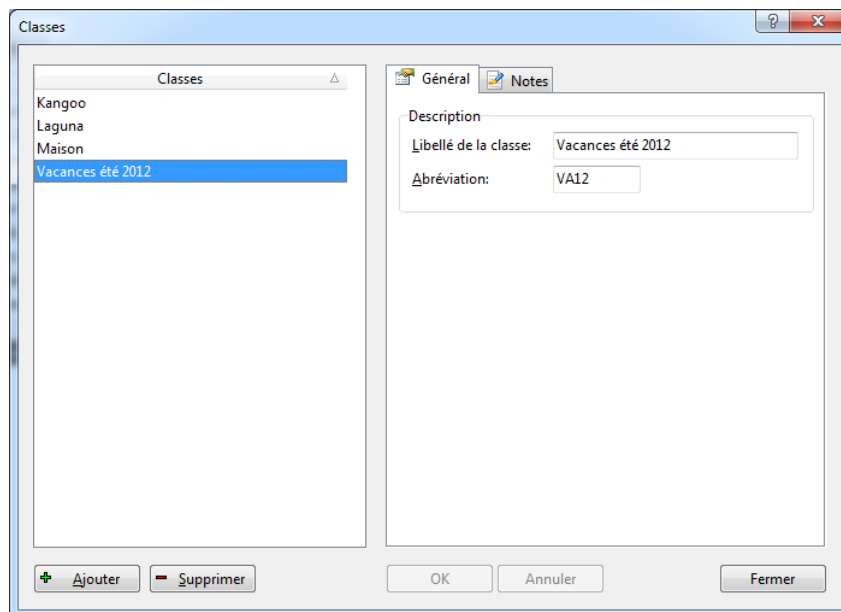 Classes
Classes
Kangoo
Laguna
Maison
Vacances été 2012
Général
Notes
Description
Libellé de la classe: Vacances été 2012
Abréviation: VA12
Ajouter
Supprimer
OK
Annuler
Fermer